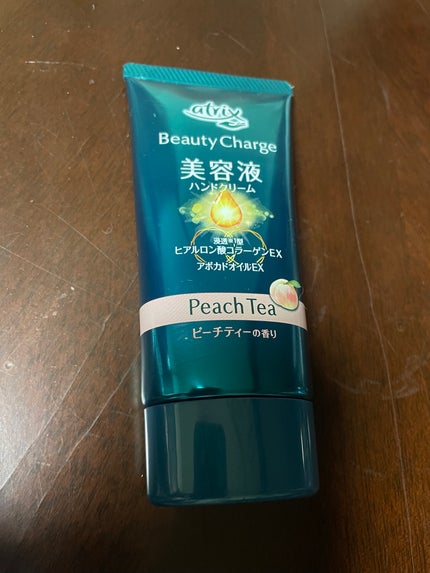 atrix
Beauty Charge
美容液
ハンドクリーム
浸透※1型
ヒアルロン酸コラーゲンEX
アボカドオイルEX
Peach Tea
ピーチティーの香り